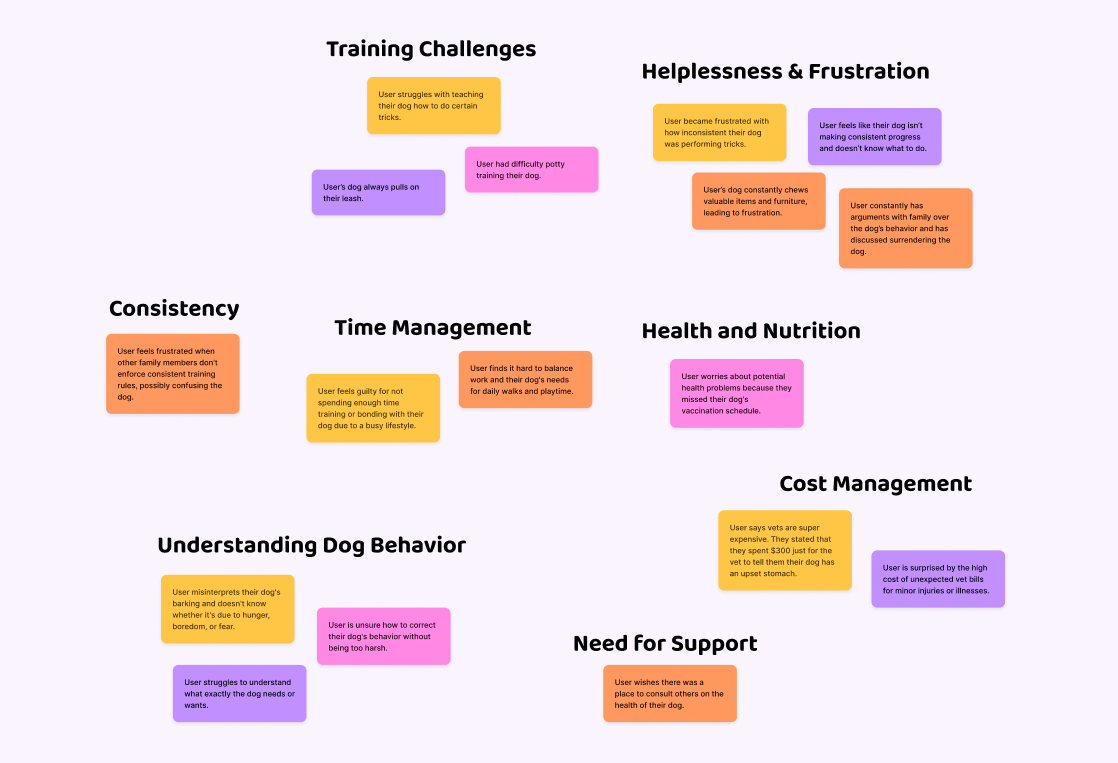 Training Challenges
User struggles with teaching
their dog how to do certain
tricks.
User had difficulty potty
training their dog.
User's dog always pulls on
their leash.
Helplessness & Frustration
User became frustrated with
how inconsistent their dog
was performing tricks.
User feels like their dog isn't
making consistent progress
and doesn't know what to do.
User's dog constantly chews
valuable items and furniture,
leading to frustration.
User constantly has
arguments with family over
the dog's behavior and has
discussed surrendering the
dog.
Consistency
User feels frustrated when
other family members don't
enforce consistent training
rules, possibly confusing the
dog.
Time Management
User feels guilty for not
spending enough time
training or bonding with their
dog due to a busy lifestyle.
User finds it hard to balance
work and their dog's needs
for daily walks and playtime.
Health and Nutrition
User worries about potential
health problems because they
missed their dog's
vaccination schedule.
Cost Management
User says vets are super
expensive. They stated that
they spent $300 just for the
vet to tell them their dog has
an upset stomach.
User is surprised by the high
cost of unexpected vet bills
for minor injuries or illnesses.
Understanding Dog Behavior
User misinterprets their dog's
barking and doesn't know
whether it's due to hunger,
boredom, or fear.
User is unsure how to correct
their dog's behavior without
being too harsh.
User struggles to understand
what exactly the dog needs or
wants.
Need for Support
User wishes there was a
place to consult others on the
health of their dog.